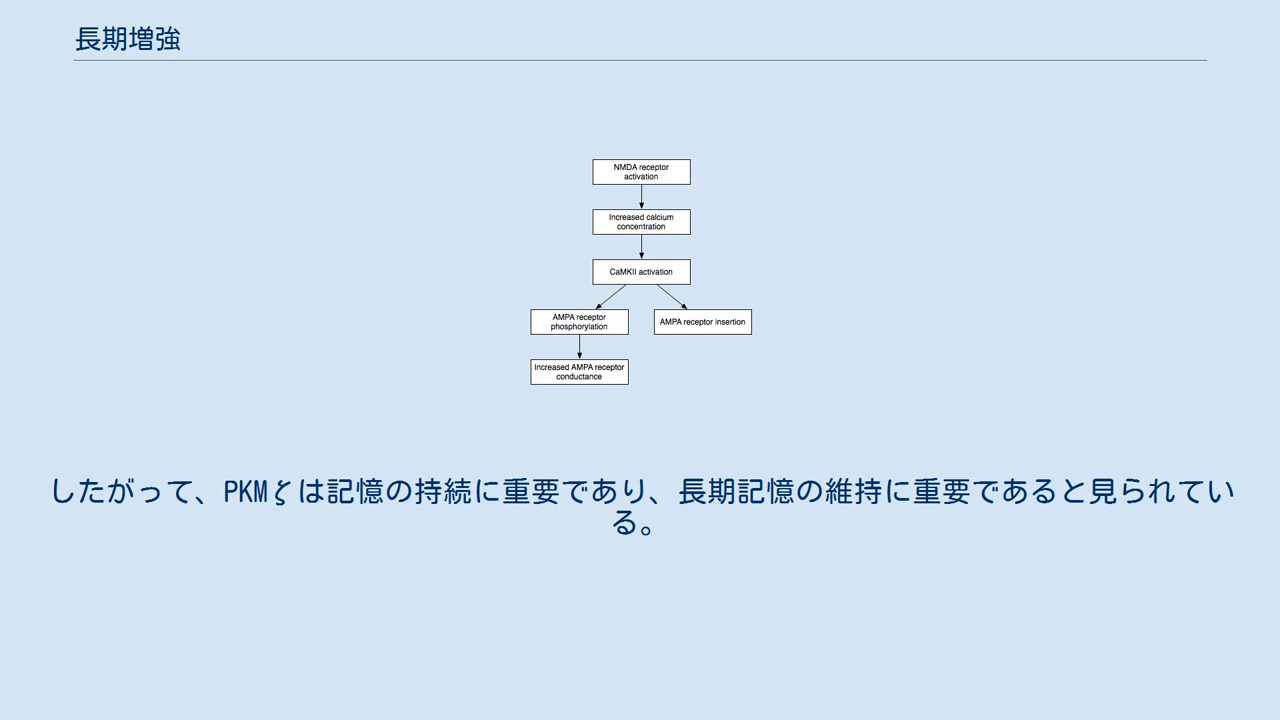 長期増強
NMDA receptor
activation
Increased calcium
concentration
CaMKII activation
AMPA receptor
phosphorylation
AMPA receptor insertion
Increased AMPA receptor
conductance
したがって、PKMζは記憶の持続に重要であり、長期記憶の維持に重要であると見られてい
る。